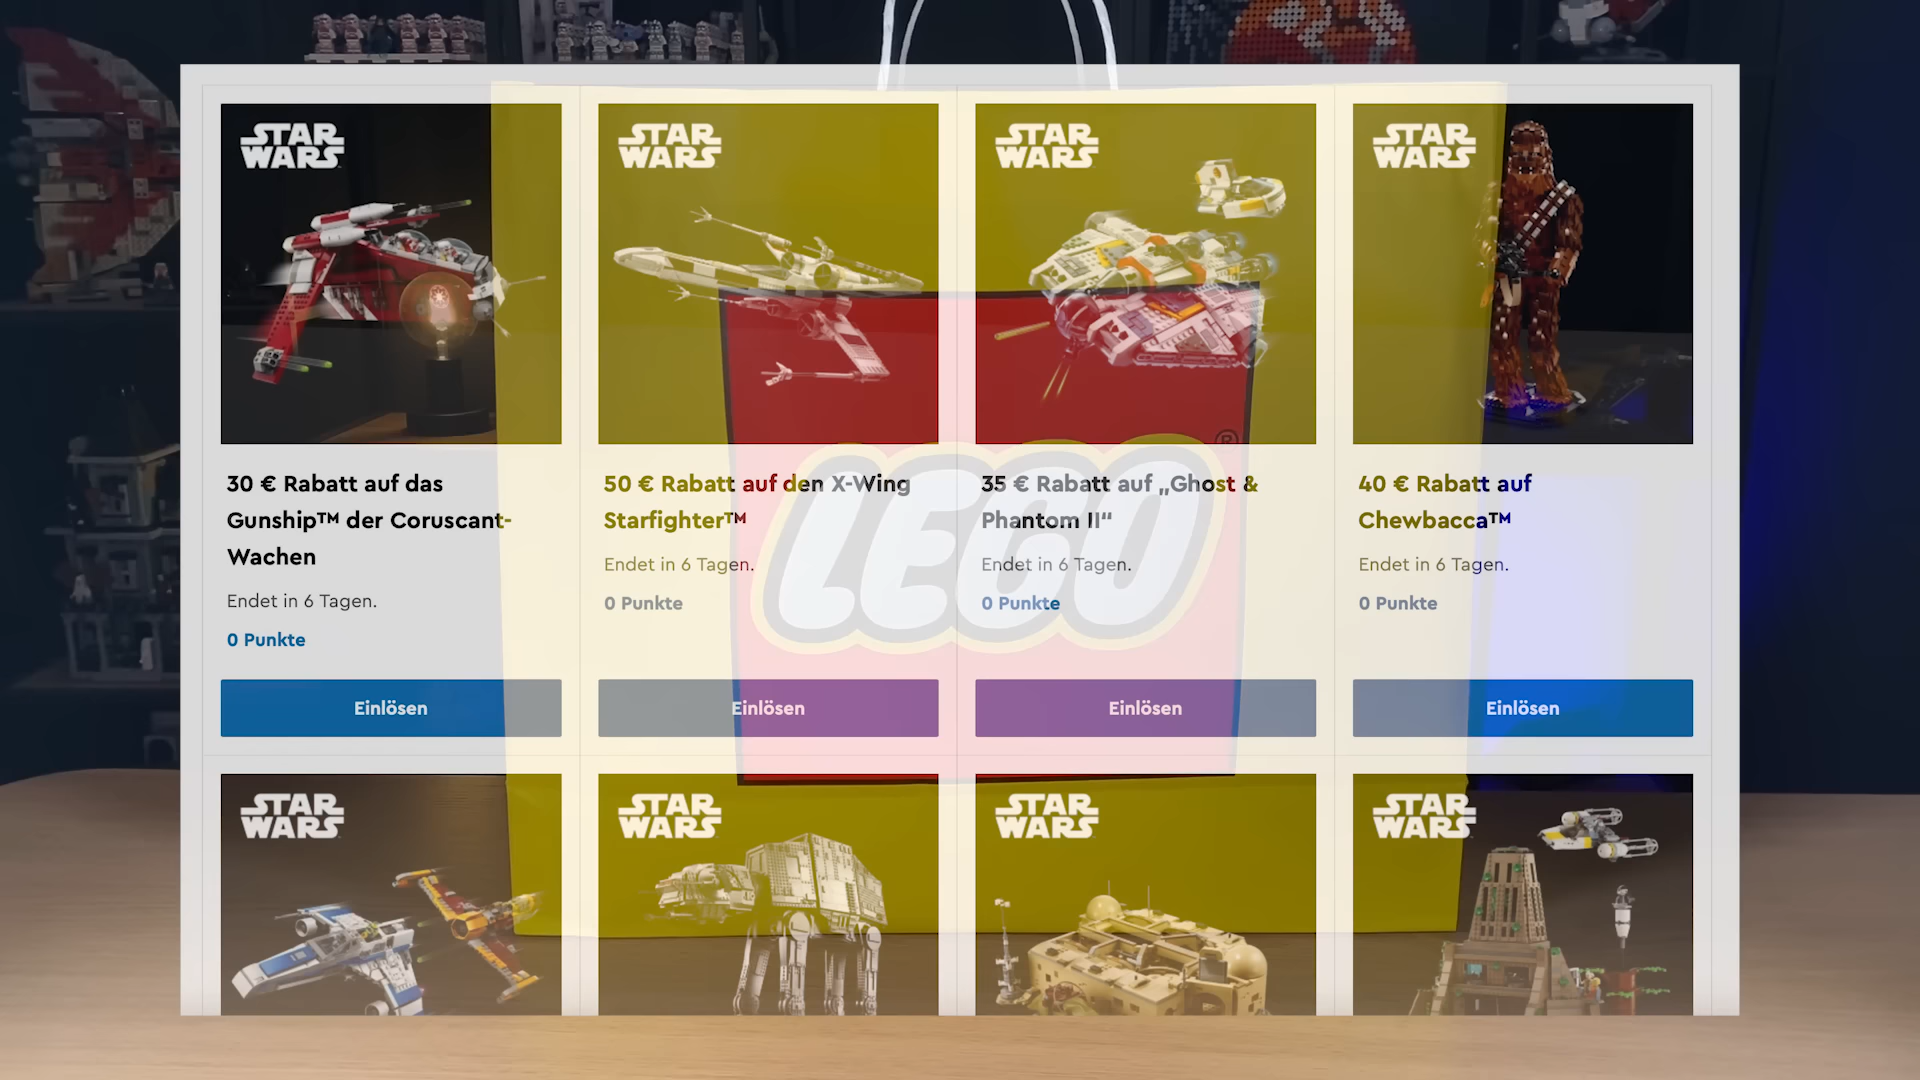 STAR
WARS
STAR
WARS
STAR
WARS
STAR
WARS
30 € Rabatt auf das
Gunship™ der Coruscant-
Wachen
Endet in 6 Tagen.
0 Punkte
Einlösen
50 € Rabatt auf den X-Wing
Starfighter™
Endet in 6 Tagen.
0 Punkte
Einlösen
35 € Rabatt auf „Ghost &
Phantom II“
Endet in 6 Tagen.
0 Punkte
Einlösen
40 € Rabatt auf
Chewbacca™
Endet in 6 Tagen.
0 Punkte
Einlösen
LEGO®
STAR
WARS
STAR
WARS
STAR
WARS
STAR
WARS